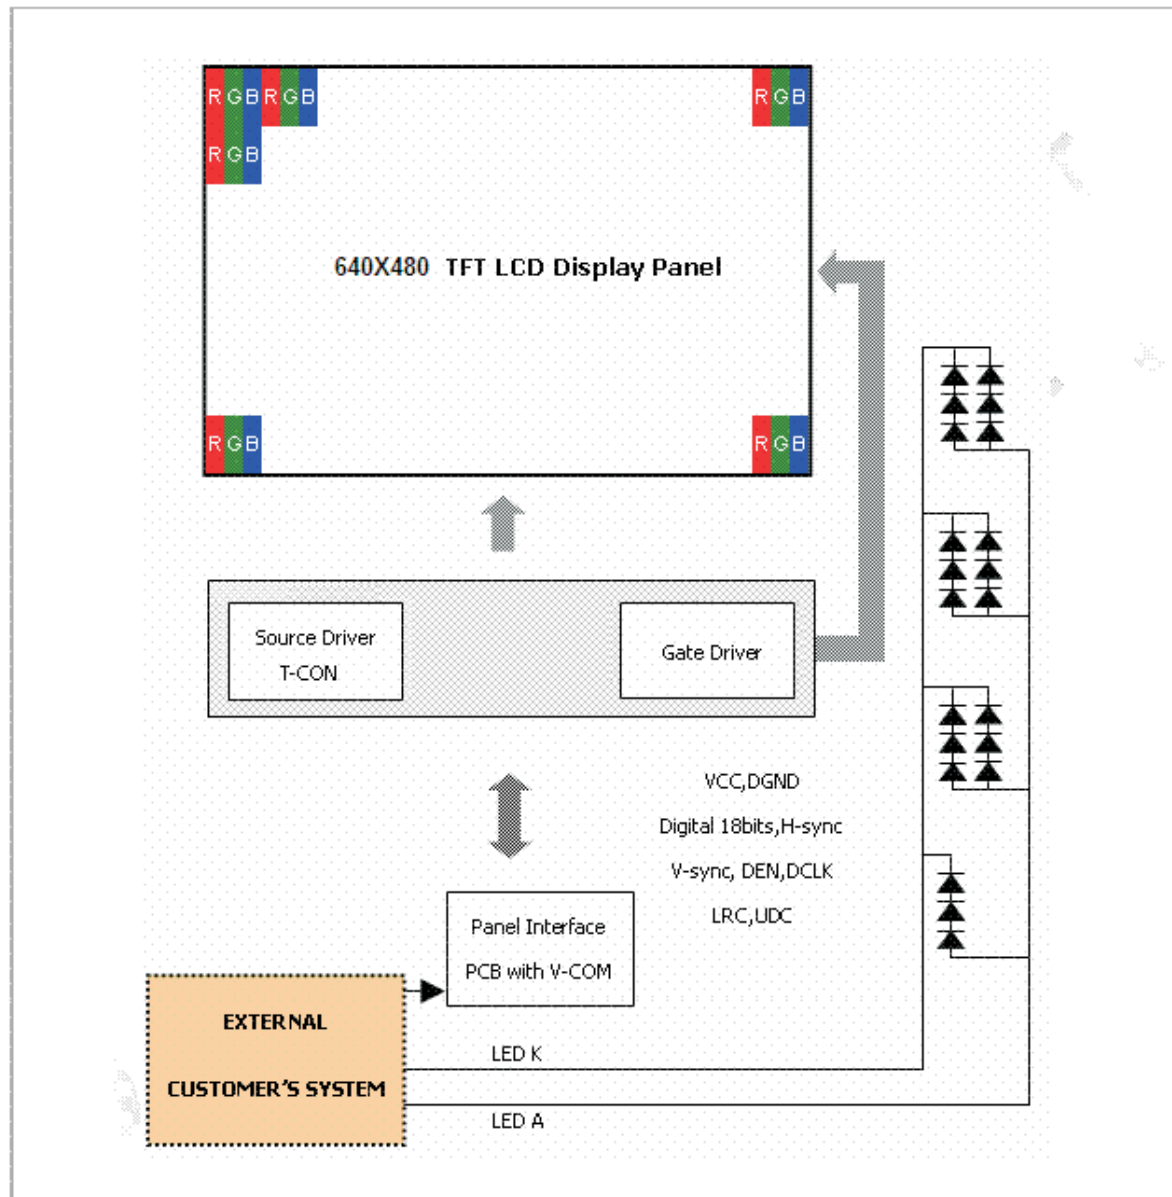 RGBRGB
RGB
RGB
640X480 TFT LCD Display Panel
RGB
RGB
Source Driver
T-CON
Gate Driver
VCC,DGND
Digital 18bits,H-sync
V-sync, DEN,DCLK
LRC,UDC
Panel Interface
PCB with V-COM
EXTERNAL
CUSTOMER'S SYSTEM
LED K
LED A